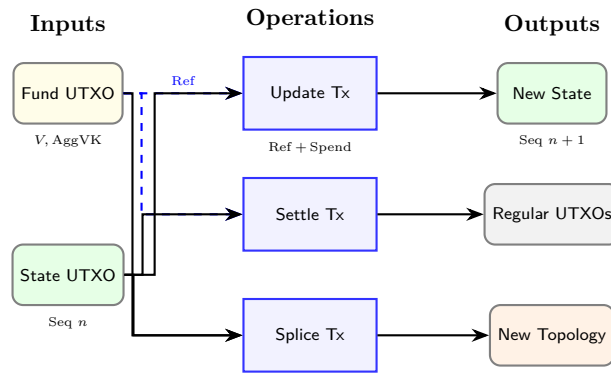 Inputs
Operations
Outputs
Fund UTXO
Ref
Update Tx
New State
V, AggVK
Ref + Spend
Seq n + 1
Settle Tx
Regular UTXOs
State UTXO
Seq n
Splice Tx
New Topology